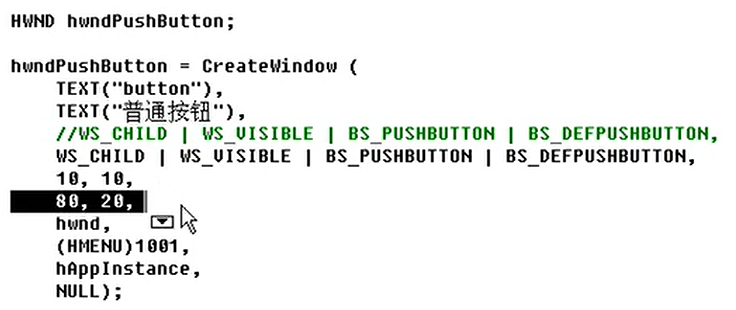 HWND hwndPushButton;
hwndPushButton = CreateWindow (
TEXT("button"),
TEXT("普通按钮"),
//WS_CHILD | WS_VISIBLE | BS_PUSHBUTTON | BS_DEFPUSHBUTTON,
WS_CHILD | WS_VISIBLE | BS_PUSHBUTTON | BS_DEFPUSHBUTTON,
10, 10,
80, 20,
hwnd,
(HMENU)1001,
hAppInstance,
NULL);